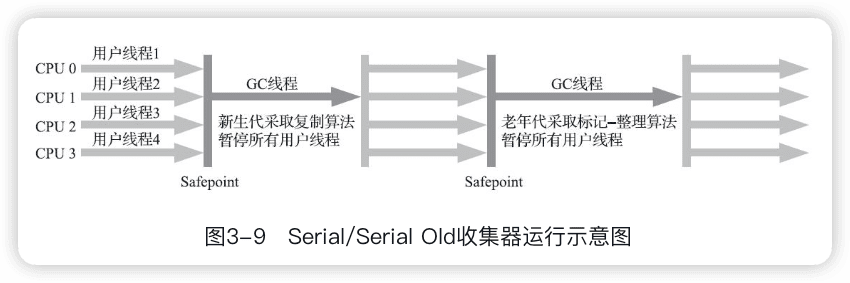 用户线程1
CPU 0
用户线程2
GC线程
GC线程
CPU 1
用户线程3
新生代采取复制算法
老年代采取标记–整理算法
CPU 2
用户线程4
暂停所有用户线程
暂停所有用户线程
CPU 3
Safepoint
Safepoint
图3–9 Serial/Serial Old收集器运行示意图